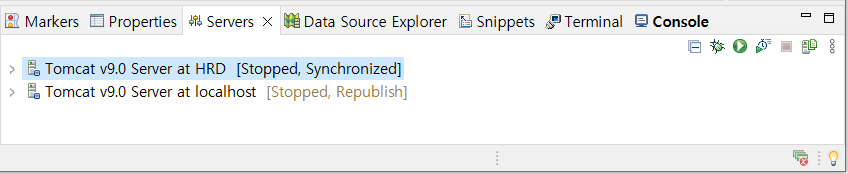 Markers Properties Servers Data Source Explorer Snippets Terminal Console
Tomcat v9.0 Server at HRD [Stopped, Synchronized]
Tomcat v9.0 Server at localhost [Stopped, Republish]